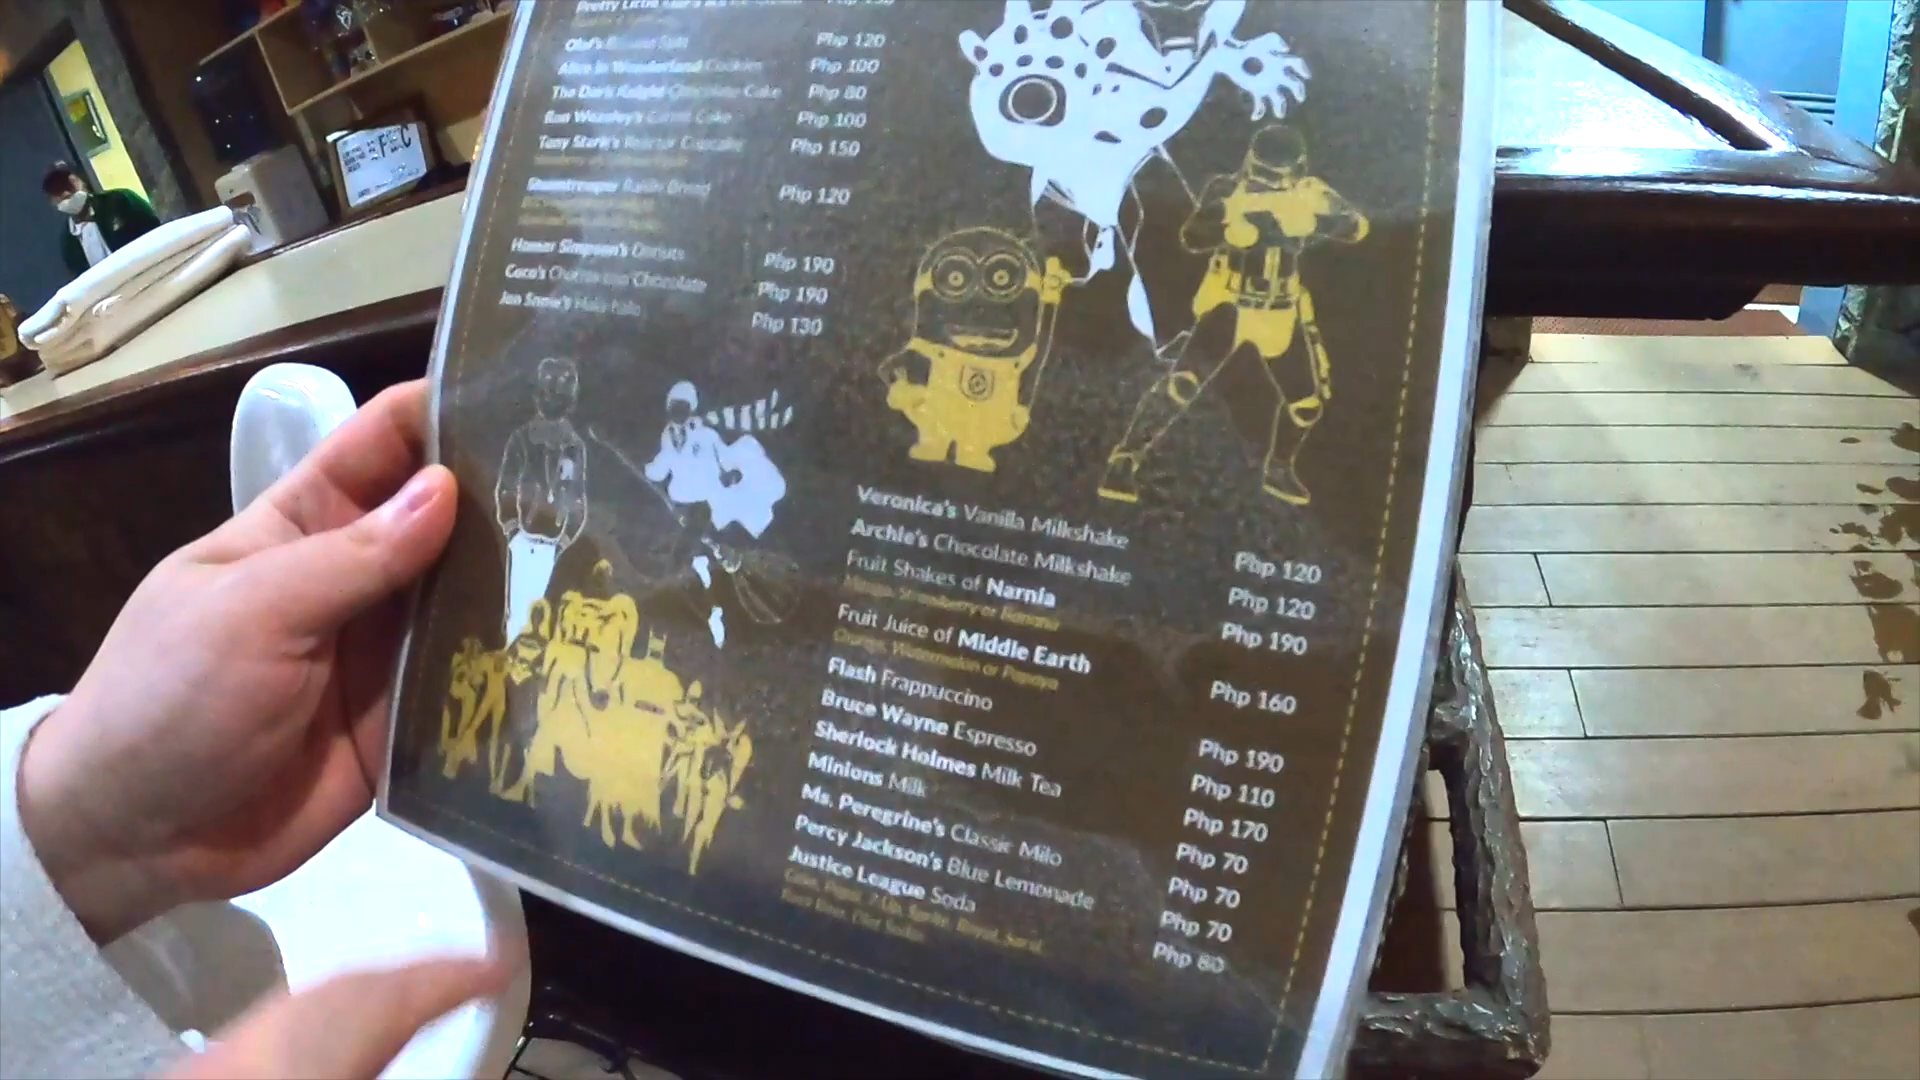 Pretty Little
Olaf's Banana Split Php 120
Alice in Wonderland Cookies Php 100
The Dark Knight Chocolate Cake Php 80
Ron Weasley's Carrot Cake Php 100
Tony Stark's Reactor Cupcake Php 150
Stormtrooper Raisin Bread Php 120
Homer Simpson's Donuts Php 190
Coco's Churros con Chocolate Php 190
Jon Snow's Halo halo Php 130
Veronica's Vanilla Milkshake Php 120
Archie's Chocolate Milkshake Php 120
Fruit Shakes of Narnia Php 190
Mango, Strawberry or Banana
Fruit Juice of Middle Earth Php 160
Orange, Watermelon or Papaya
Flash Frappuccino Php 190
Bruce Wayne Espresso Php 110
Sherlock Holmes Milk Tea Php 170
Minions Milk Php 70
Ms. Peregrine's Classic Milo Php 70
Percy Jackson's Blue Lemonade Php 70
Justice League Soda Php 80
Coke, Pepsi, 7 Up, Sprite, Royal, Sarsi,
Root Beer, Diet Sodas